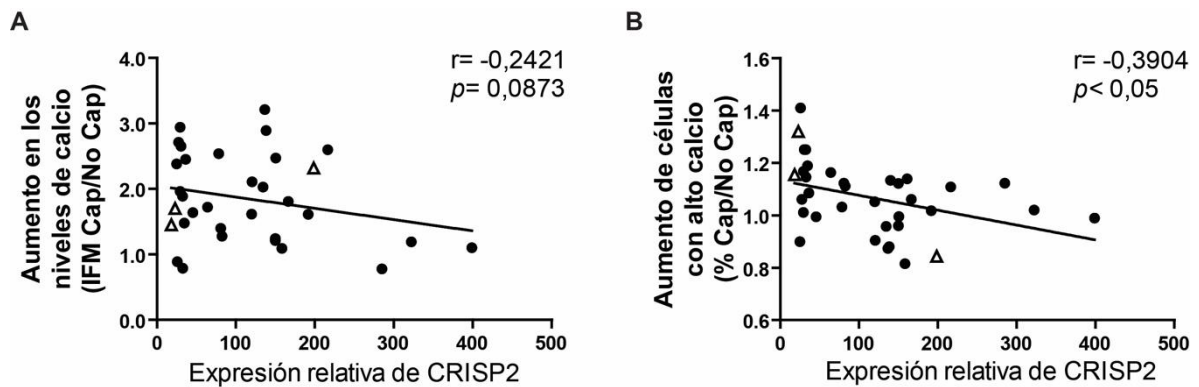 A
Aumento en los
niveles de calcio
(IFM Cap/No Cap)
r= -0,2421
p= 0,0873
4.0
3.0
2.0
1.0
0.0
0 100 200 300 400 500
Expresión relativa de CRISP2
B
Aumento de células
con alto calcio
(% Cap/No Cap)
r= -0,3904
p< 0,05
1.6
1.4
1.2
1.0
0.8
0.6
0 100 200 300 400 500
Expresión relativa de CRISP2